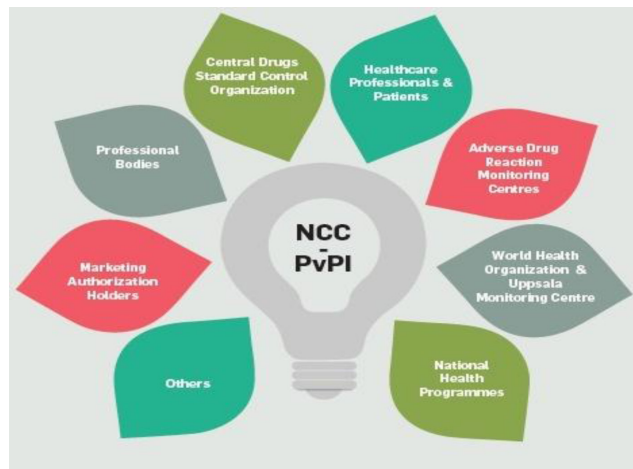 Central Drugs
Standard Control
Organization
Healthcare
Professionals &
Patients
Professional
Bodies
Adverse Drug
Reaction
Monitoring
Centres
NCC
-
PvPI
Marketing
Authorization
Holders
World Health
Organization &
Uppsala
Monitoring Centre
Others
National
Health
Programmes